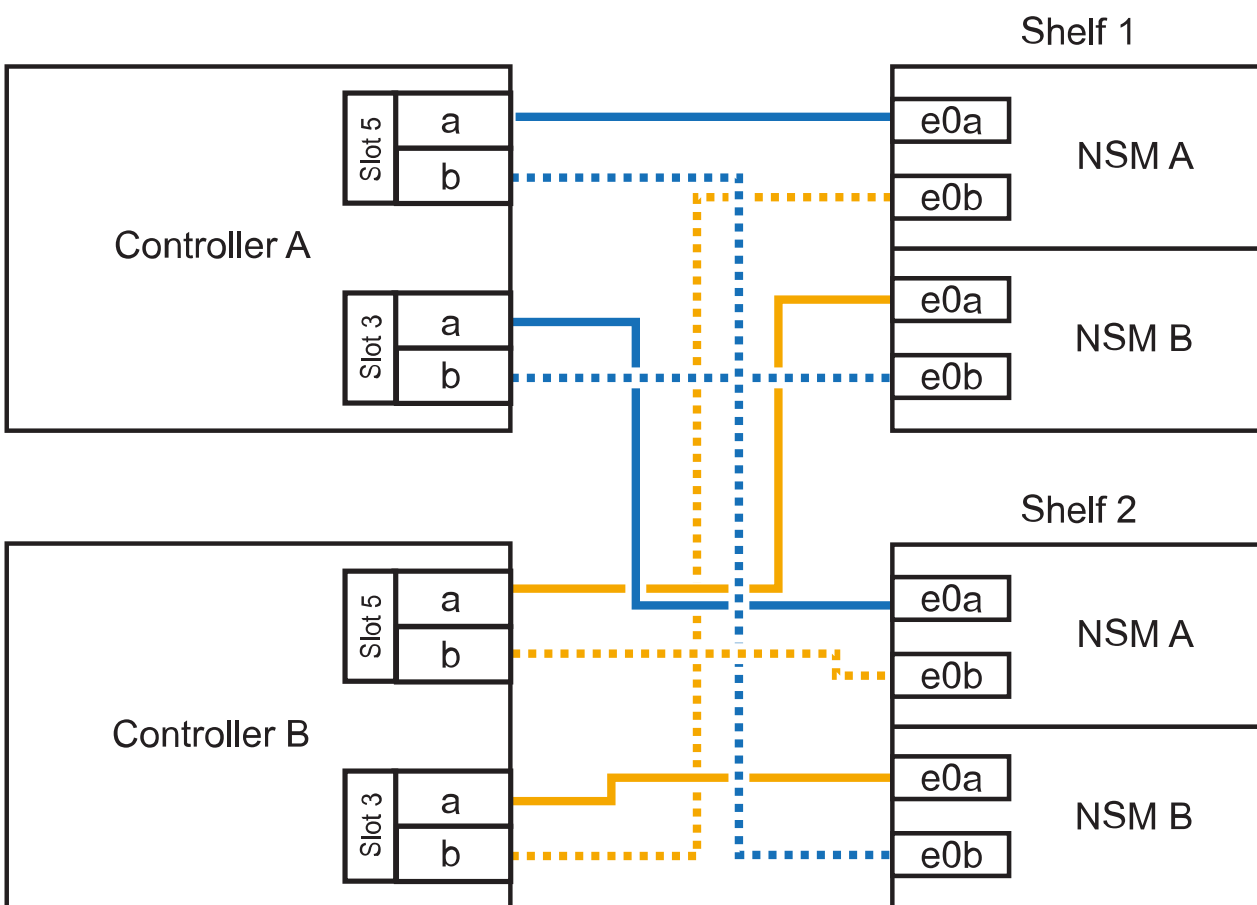 Shelf 1
Controller A
Slot 5
a
b
Slot 3
a
b
e0a
e0b
NSM A
e0a
e0b
NSM B
Shelf 2
Controller B
Slot 5
a
b
Slot 3
a
b
e0a
e0b
NSM A
e0a
e0b
NSM B